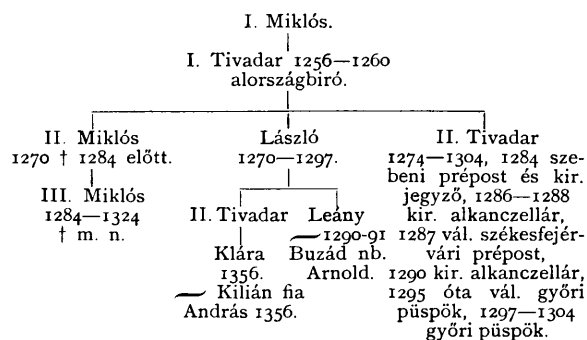 I. Miklós.
I. Tivadar 1256—1260
alországbiró.
II. Miklós
1270 † 1284 előtt.
III. Miklós
1284—1324
† m. n.
László
1270—1297.
II. Tivadar
Klára
1356.
⁓ Kilián fia
András 1356.
Leány
⁓ 1290-91
Buzád nb.
Arnold.
II. Tivadar
1274—1304, 1284 sze-
beni prépost és kir.
jegyző, 1286—1288
kir. alkanczellár,
1287 vál. székesfejér-
vári prépost,
1290 kir. alkanczellár,
1295 óta vál. győri
püspök, 1297—1304
győri püspök.